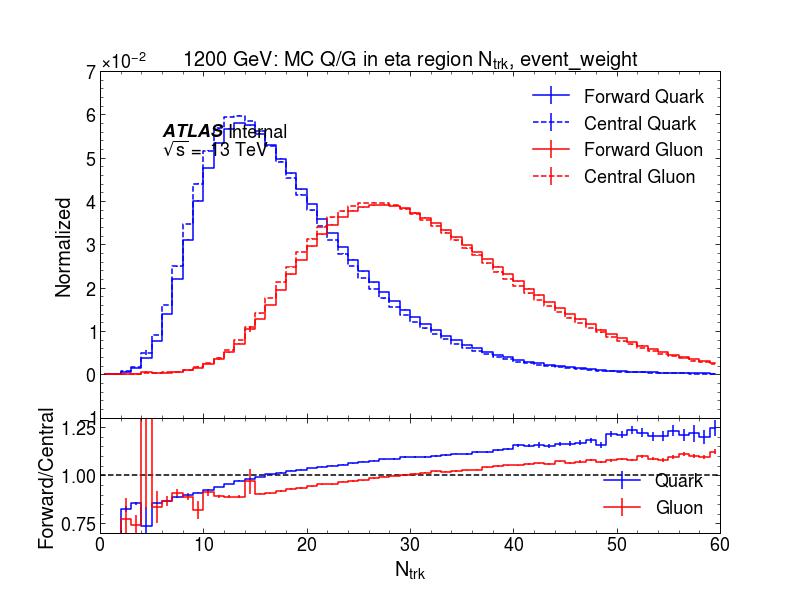 ×10−2
1200 GeV: MC Q/G in eta region Ntrk, event_weight
7
6
5
4
3
2
1
0
−1
Normalized
ATLAS Internal
√s = 13 TeV
Forward Quark
Central Quark
Forward Gluon
Central Gluon
1.25
1.00
0.75
Forward/Central
Quark
Gluon
0 10 20 30 40 50 60
Ntrk